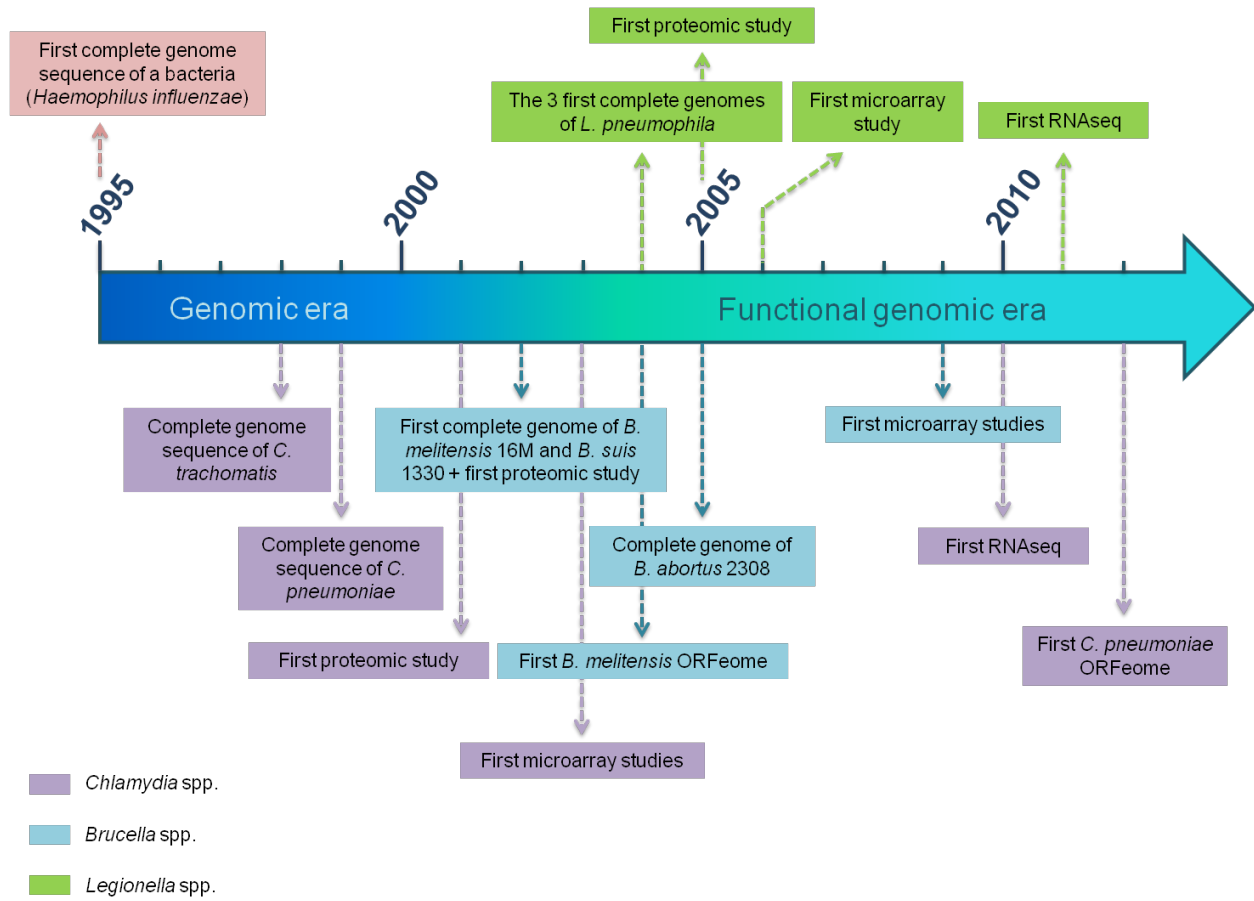 First proteomic study
First complete genome
sequence of a bacteria
(Haemophilus influenzae)
The 3 first complete genomes
of L. pneumophila
First microarray
study
First RNAseq
1995
2000
2005
2010
Genomic era
Functional genomic era
Complete genome
sequence of C.
trachomatis
First complete genome of B.
melitensis 16M and B. suis
1330 + first proteomic study
First microarray studies
Complete genome
sequence of C.
pneumoniae
Complete genome of
B. abortus 2308
First RNAseq
First proteomic study
First B. melitensis ORFeome
First C. pneumoniae
ORFeome
First microarray studies
Chlamydia spp.
Brucella spp.
Legionella spp.